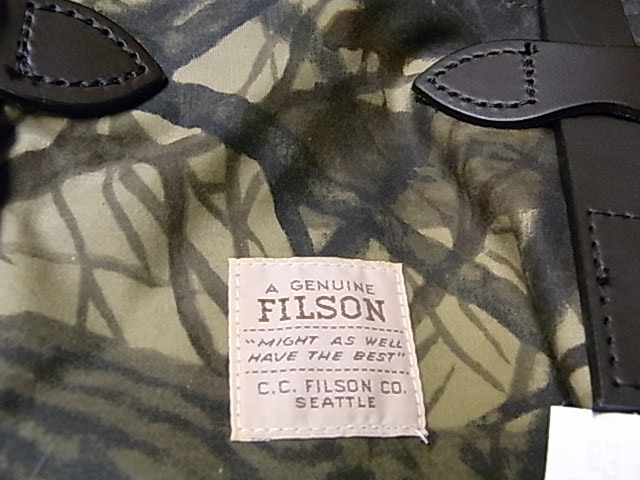 A GENUINE
FILSON
"MIGHT AS WELL
HAVE THE BEST"
C.C. FILSON CO.
SEATTLE